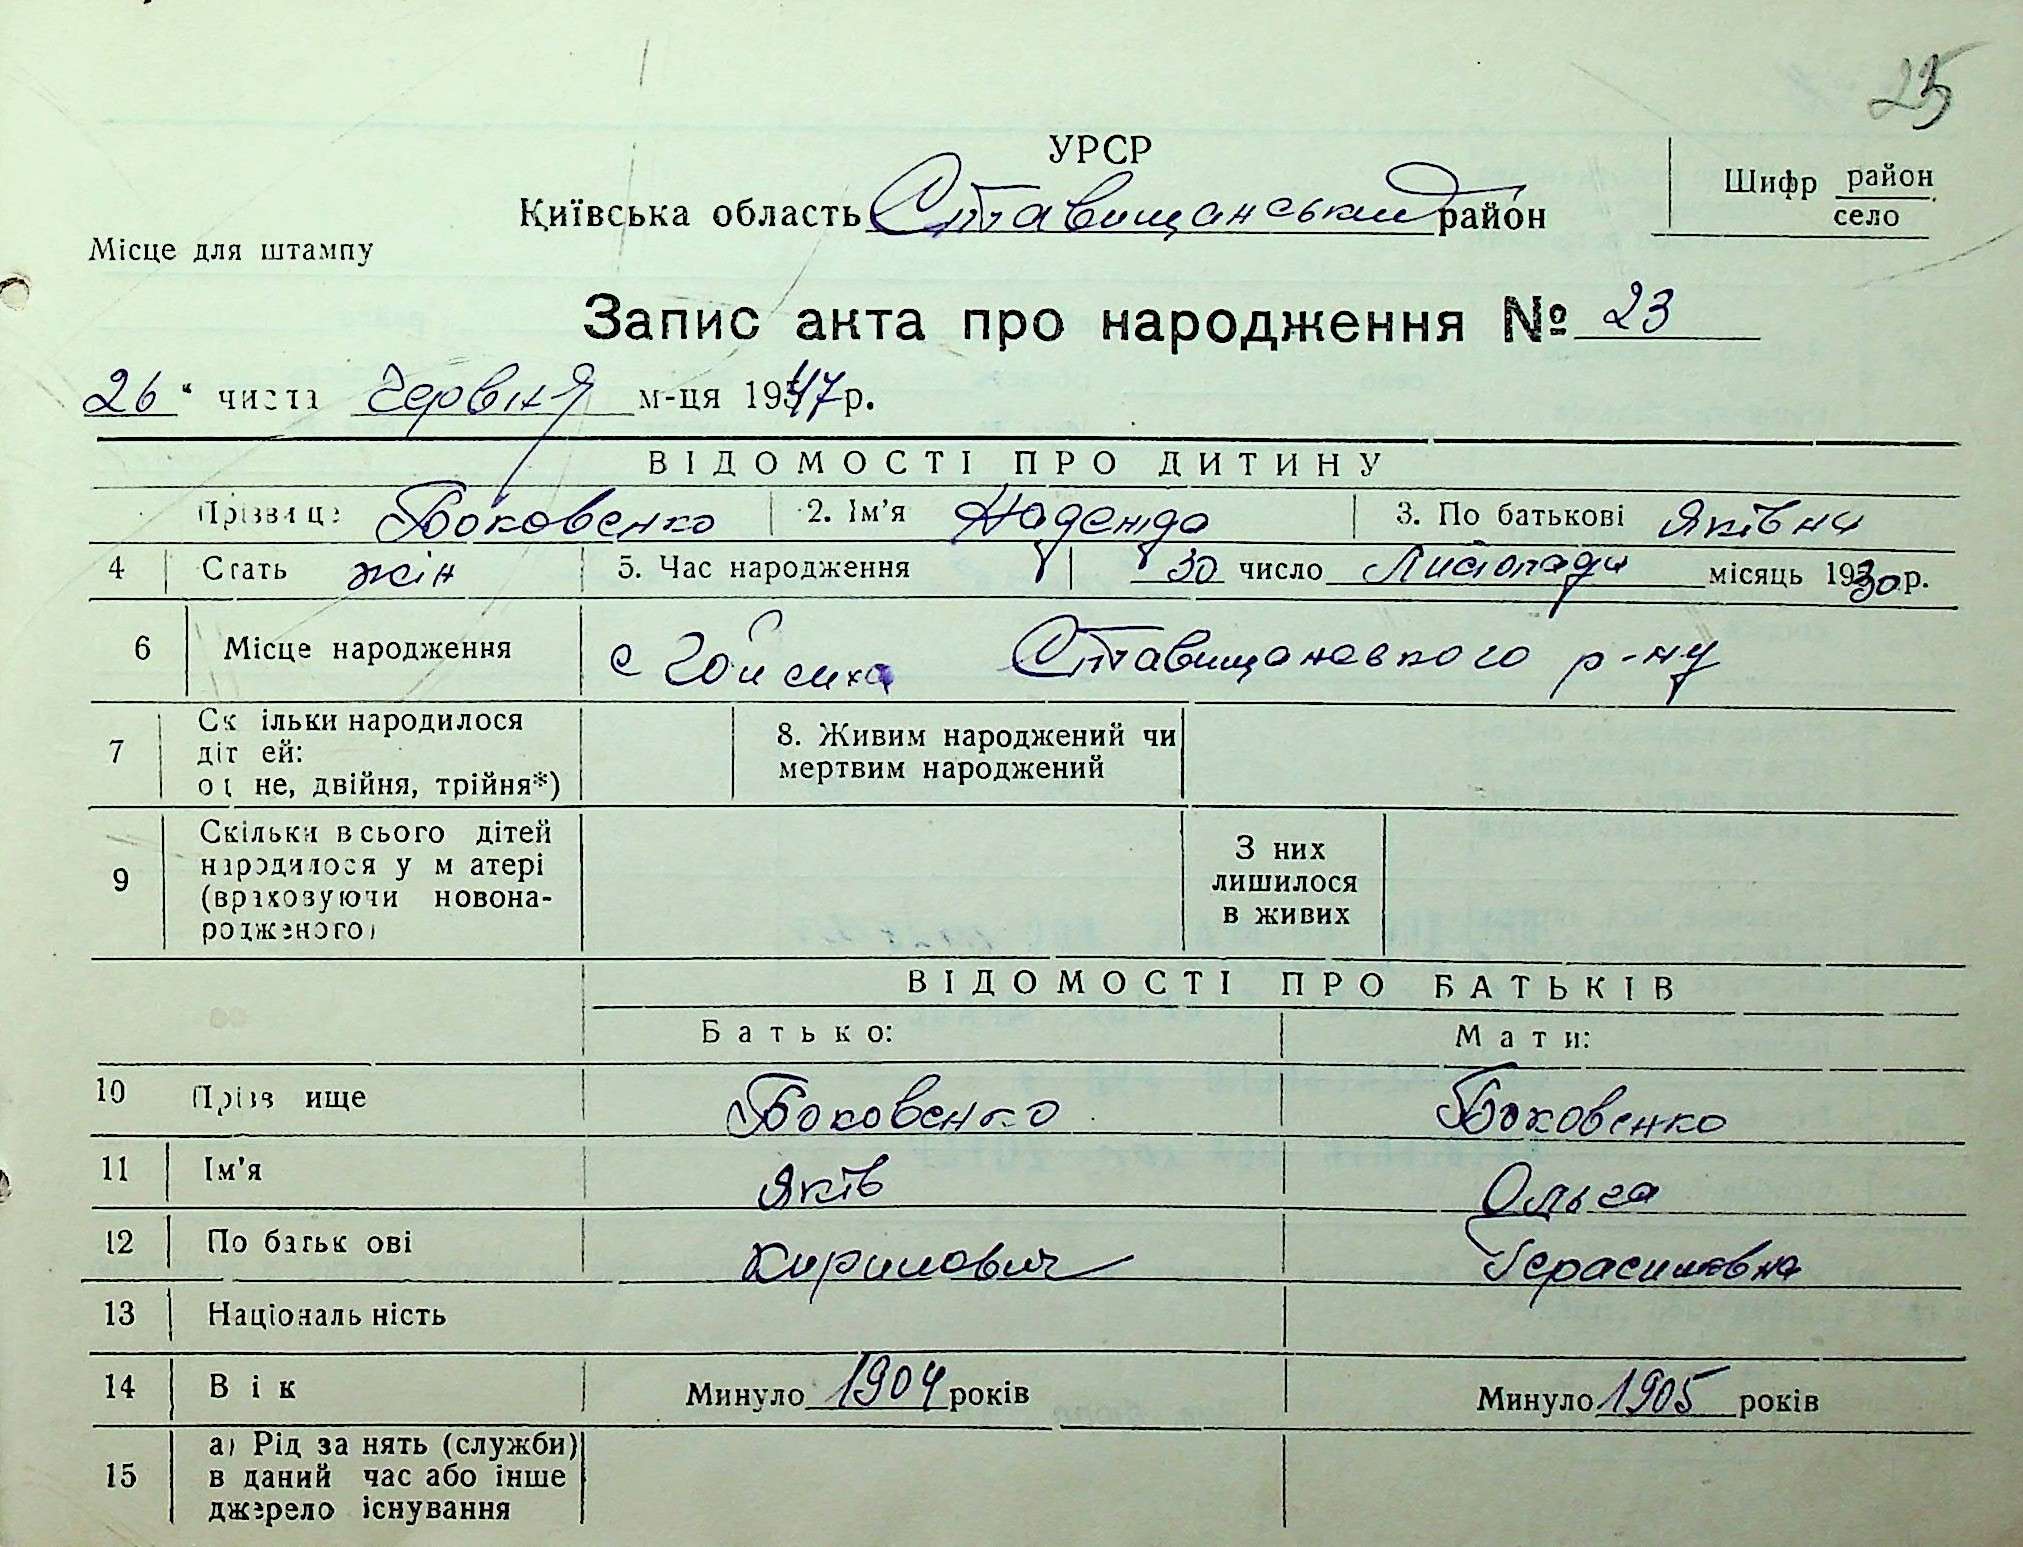 25
УРСР
Київська область Ставищанський район
Шифр район
село
Місце для штампу
Запис акта про народження № 23
26 " числа червня м-ця 1947 р.
ВІДОМОСТІ ПРО ДИТИНУ
Прізвище Боковенко 2. Ім'я Надежда 3. По батькові Яківна
4 Стать жін 5. Час народження 30 число Листопада місяць 1930 р.
6 Місце народження с Гойсиха Ставищанського р-ну
7 Скільки народилося дітей: одне, двійня, трійня*) 8. Живим народжений чи мертвим народжений
9 Скільки всього дітей народилося у матері (враховуючи новонародженого) З них лишилося в живих
ВІДОМОСТІ ПРО БАТЬКІВ
Батько: Мати:
10 Прізвище Боковенко Боковенко
11 Ім'я Яків Ольга
12 По батькові Кирилович Герасимовна
13 Національність
14 Вік Минуло 1904 років Минуло 1905 років
15 а) Рід занять (служби) в даний час або інше джерело існування